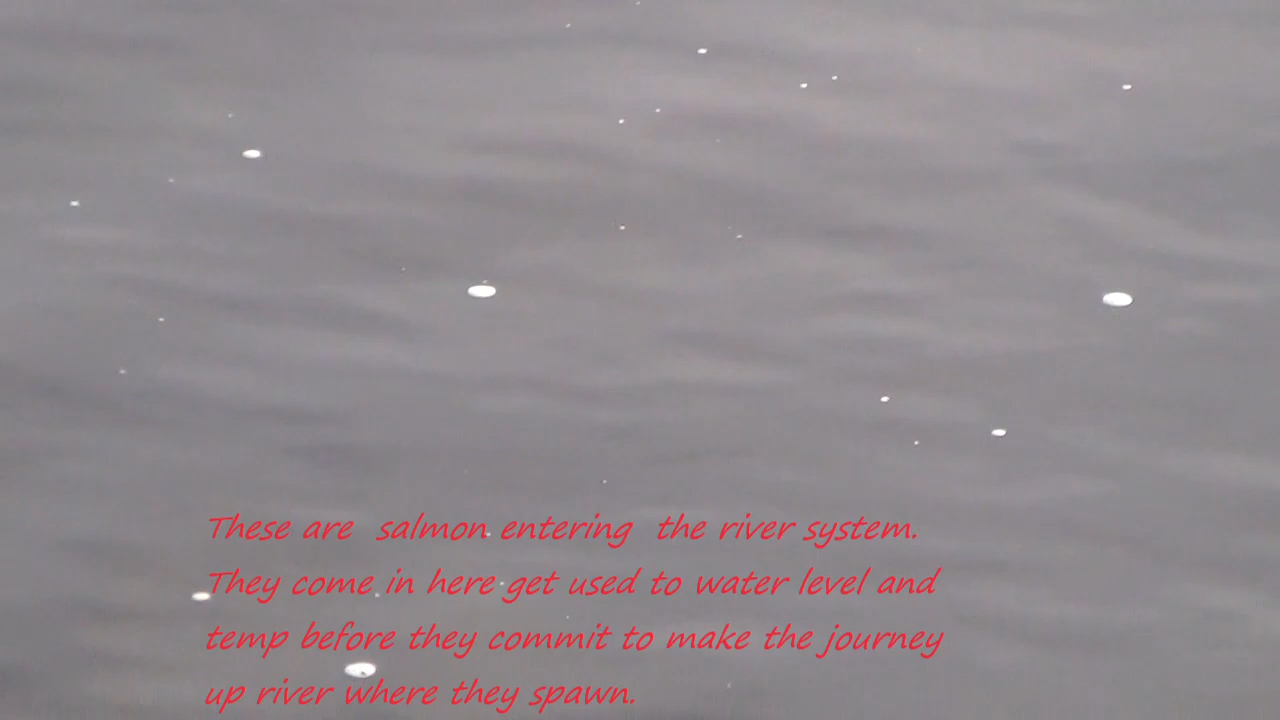 These are salmon entering the river system.
They come in here get used to water level and
temp before they commit to make the journey
up river where they spawn.